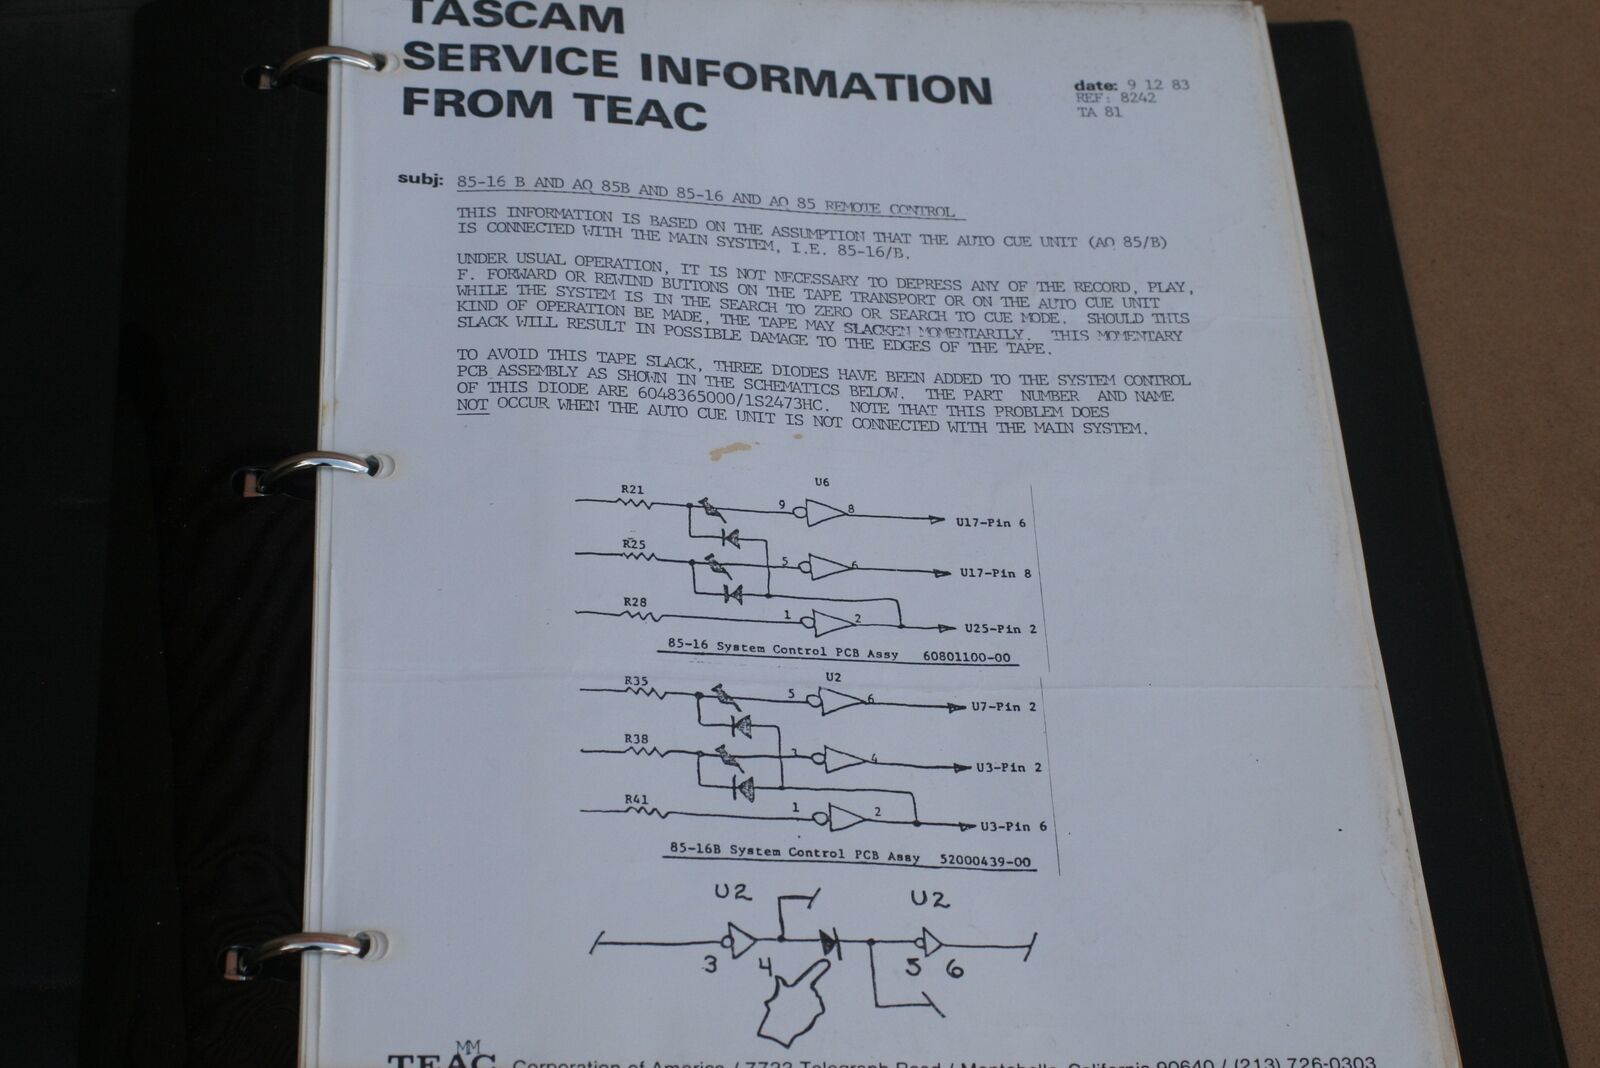 TASCAM
SERVICE INFORMATION
FROM TEAC
date: 9 12 83
REF: 8242
TA 81
subj: 85-16 B AND AQ 85B AND 85-16 AND AQ 85 REMOTE CONTROL
THIS INFORMATION IS BASED ON THE ASSUMPTION THAT THE AUTO CUE UNIT (AQ 85/B)
IS CONNECTED WITH THE MAIN SYSTEM, I.E. 85-16/B.
UNDER USUAL OPERATION, IT IS NOT NECESSARY TO DEPRESS ANY OF THE RECORD, PLAY,
F. FORWARD OR REWIND BUTTONS ON THE TAPE TRANSPORT OR ON THE AUTO CUE UNIT
WHILE THE SYSTEM IS IN THE SEARCH TO ZERO OR SEARCH TO CUE MODE. SHOULD THIS
KIND OF OPERATION BE MADE, THE TAPE MAY SLACKEN MOMENTARILY. THIS MOMENTARY
SLACK WILL RESULT IN POSSIBLE DAMAGE TO THE EDGES OF THE TAPE.
TO AVOID THIS TAPE SLACK, THREE DIODES HAVE BEEN ADDED TO THE SYSTEM CONTROL
PCB ASSEMBLY AS SHOWN IN THE SCHEMATICS BELOW. THE PART NUMBER AND NAME
OF THIS DIODE ARE 6048365000/1S2473HC. NOTE THAT THIS PROBLEM DOES
NOT OCCUR WHEN THE AUTO CUE UNIT IS NOT CONNECTED WITH THE MAIN SYSTEM.
U6
R21 9 8 U17-Pin 6
R25 5 6 U17-Pin 8
R28 1 2 U25-Pin 2
85-16 System Control PCB Assy 60801100-00
U2
R35 5 6 U7-Pin 2
R38 3 4 U3-Pin 2
R41 1 2 U3-Pin 6
85-16B System Control PCB Assy 52000439-00
U2 U2
3 4 5 6
MM
TEAC Corporation of America / 7733 Telegraph Road / Montebello, California 90640 / (213) 726-0303